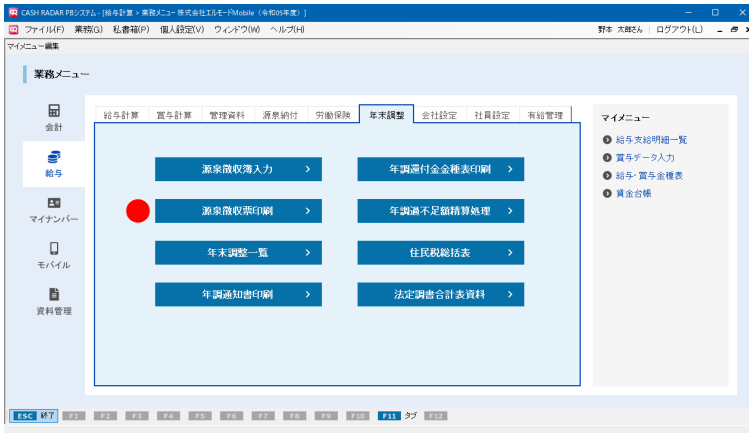 CASH RADAR PBシステム - [給与計算 > 業務メニュー 株式会社エルモードMobile（令和05年度）]
ファイル(F) 業務(G) 私書箱(P) 個人設定(V) ウィンドウ(W) ヘルプ(H) 野本 太郎さん | ログアウト(L)
マイメニュー編集
業務メニュー
会計
給与
マイナンバー
モバイル
資料管理
給与計算 賞与計算 管理資料 源泉納付 労働保険 年末調整 会社設定 社員設定 有給管理
源泉徴収簿入力 年調還付金金種表印刷
源泉徴収票印刷 年調過不足額精算処理
年末調整一覧 住民税総括表
年調通知書印刷 法定調書合計表資料
マイメニュー
給与支給明細一覧
賞与データ入力
給与・賞与金種表
賃金台帳
ESC 終了 F1 F2 F3 F4 F5 F6 F7 F8 F9 F10 F11 タブ F12